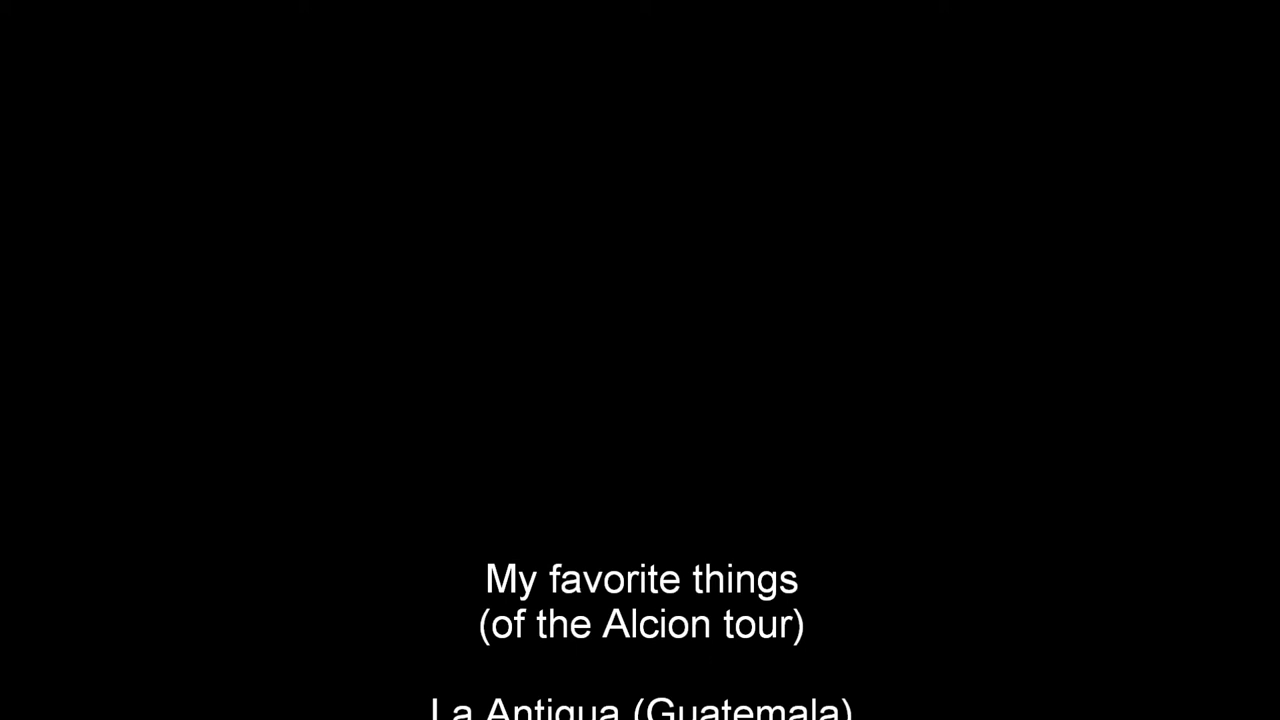 My favorite things
(of the Alcion tour)
La Antigua (Guatemala)